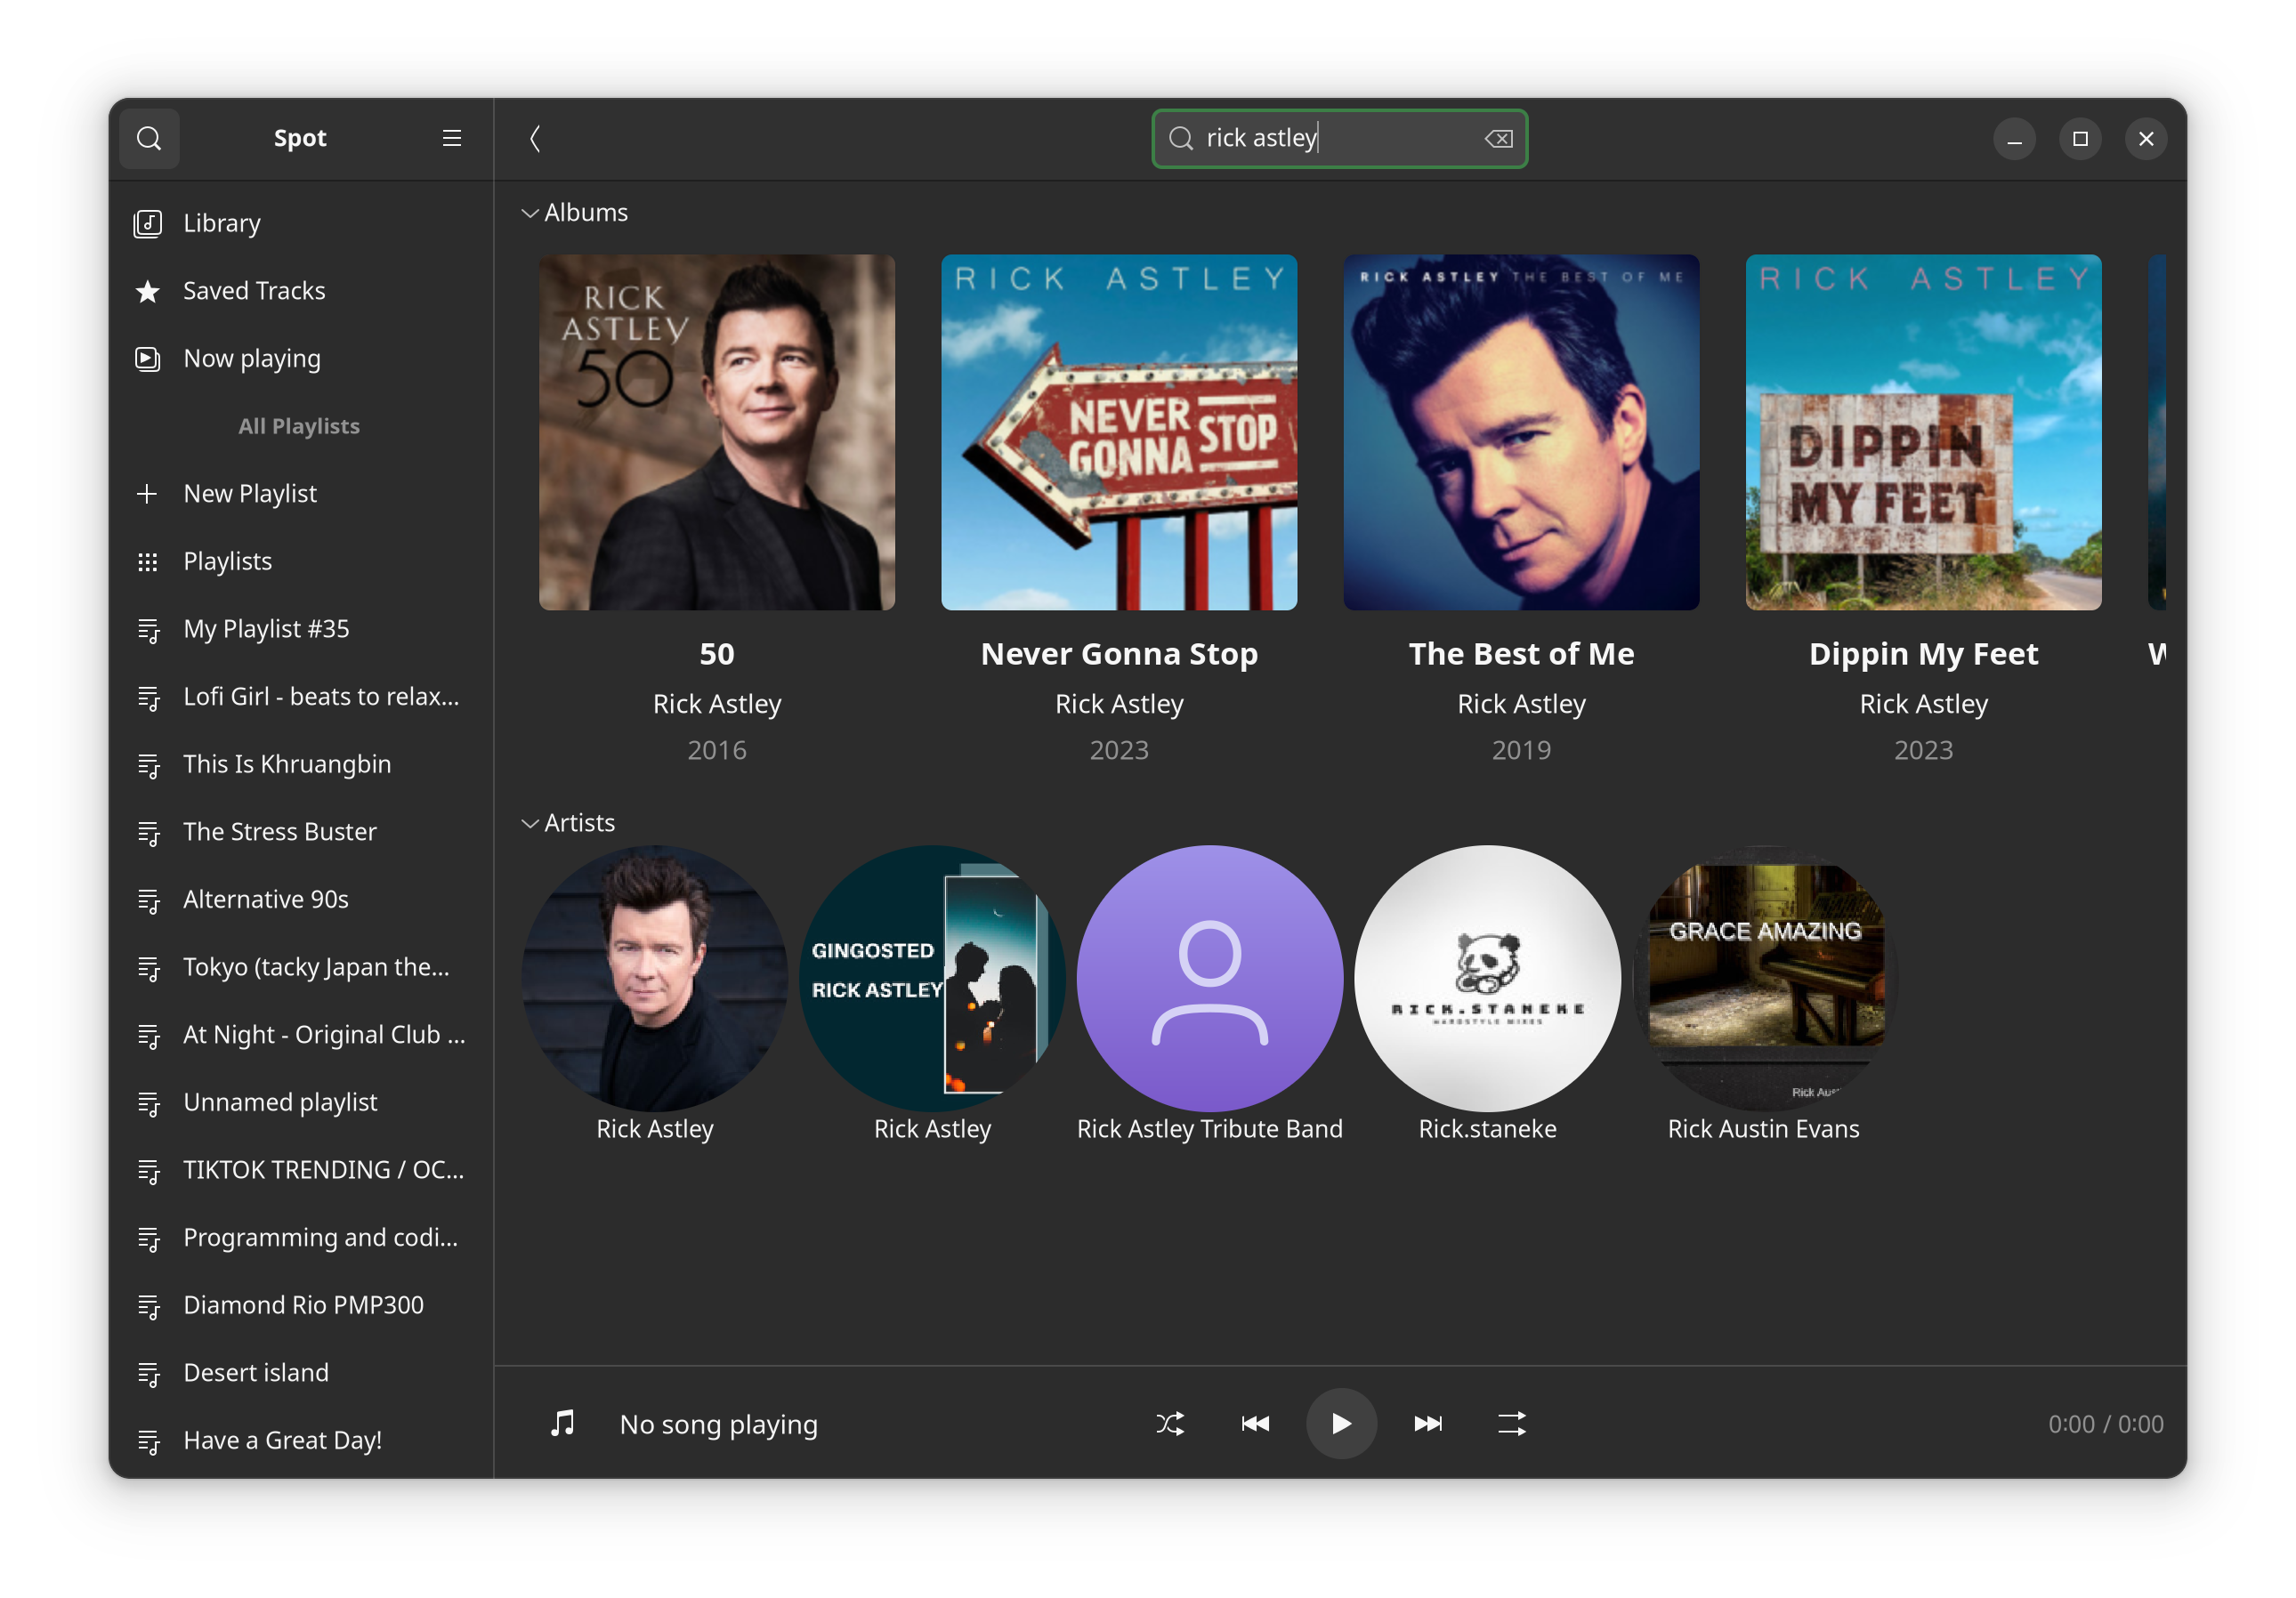 Spot
rick astley
Library
Saved Tracks
Now playing
All Playlists
New Playlist
Playlists
My Playlist #35
Lofi Girl - beats to relax...
This Is Khruangbin
The Stress Buster
Alternative 90s
Tokyo (tacky Japan the...
At Night - Original Club ...
Unnamed playlist
TIKTOK TRENDING / OC...
Programming and codi...
Diamond Rio PMP300
Desert island
Have a Great Day!
Albums
RICK
ASTLEY
50
RICK ASTLEY
NEVER
GONNA STOP
RICK ASTLEY THE BEST OF ME
RICK ASTLEY
DIPPIN
MY FEET
50
Rick Astley
2016
Never Gonna Stop
Rick Astley
2023
The Best of Me
Rick Astley
2019
Dippin My Feet
Rick Astley
2023
W
Artists
GINGOSTED
RICK ASTLEY
RICK.STANEKE
HARDSTYLE MIXES
GRACE AMAZING
Rick Aus
Rick Astley
Rick Astley
Rick Astley Tribute Band
Rick.staneke
Rick Austin Evans
No song playing
0:00 / 0:00